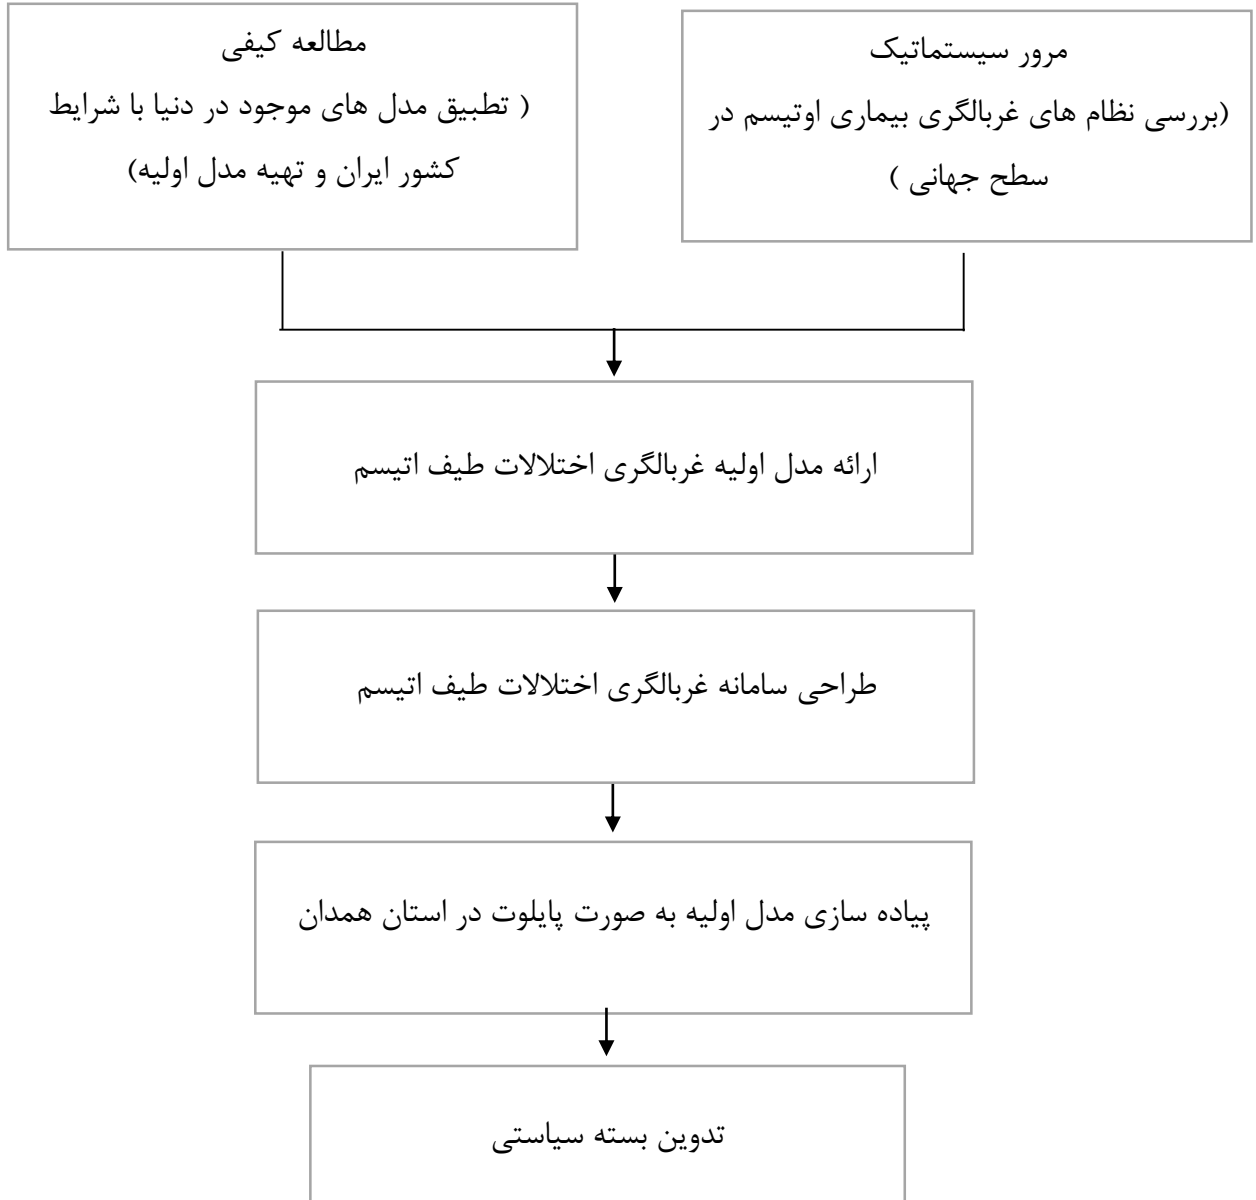 مرور سیستماتیک
(بررسی نظام های غربالگری بیماری اوتیسم در
سطح جهانی )
مطالعه کیفی
( تطبیق مدل های موجود در دنیا با شرایط
کشور ایران و تهیه مدل اولیه)
ارائه مدل اولیه غربالگری اختلالات طیف اتیسم
طراحی سامانه غربالگری اختلالات طیف اتیسم
پیاده سازی مدل اولیه به صورت پایلوت در استان همدان
تدوین بسته سیاستی